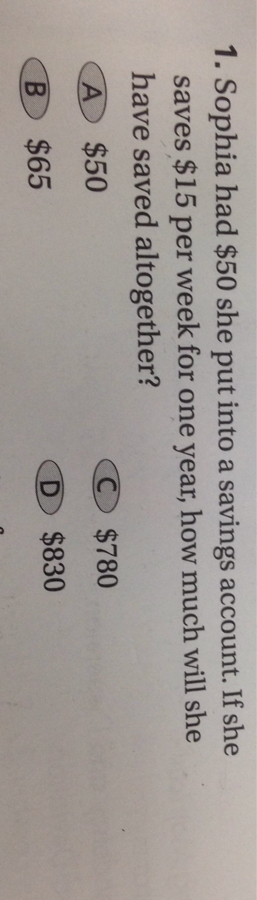 1. Sophia had $50 she put into a savings account. If she
saves $15 per week for one year, how much will she
have saved altogether?
A $50
B $65
C $780
D $830